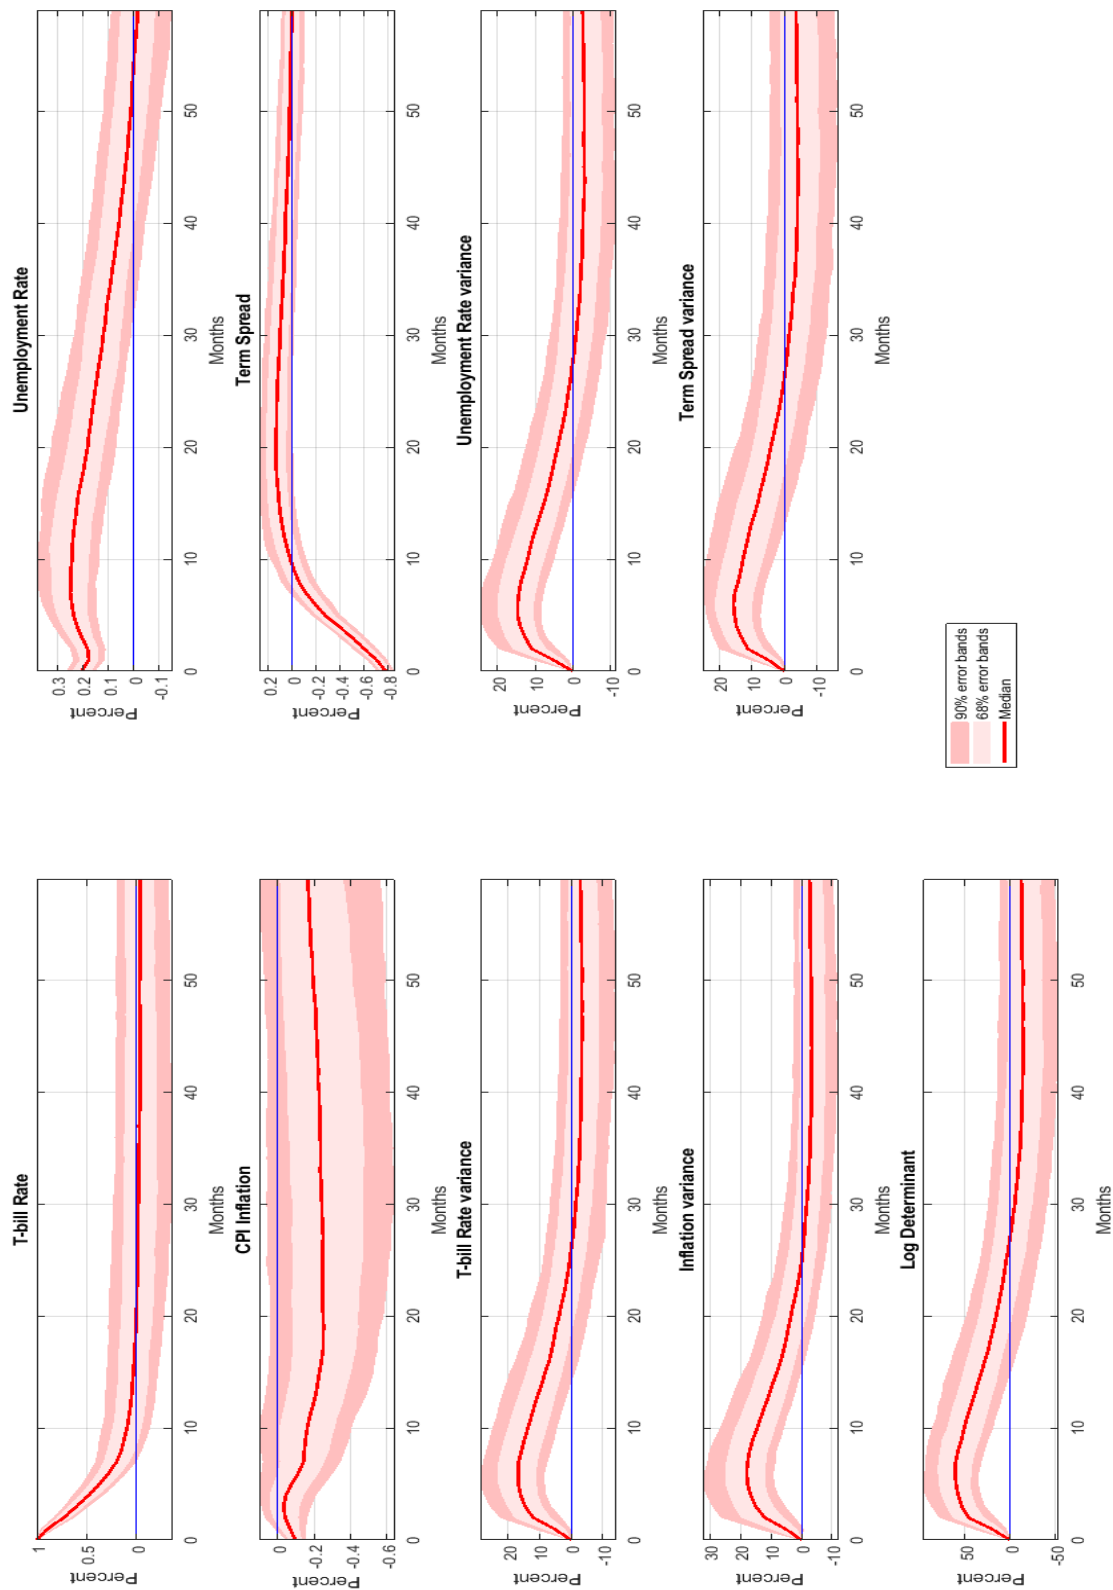 T-bill Rate
Percent
1
0.5
0
0 10 20 30 40 50
Months
Unemployment Rate
Percent
0.3
0.2
0.1
0
-0.1
0 10 20 30 40 50
Months
CPI Inflation
Percent
0
-0.2
-0.4
-0.6
0 10 20 30 40 50
Months
Term Spread
Percent
0.2
0
-0.2
-0.4
-0.6
-0.8
0 10 20 30 40 50
Months
T-bill Rate variance
Percent
20
10
0
-10
0 10 20 30 40 50
Months
Unemployment Rate variance
Percent
20
10
0
-10
0 10 20 30 40 50
Months
Inflation variance
Percent
30
20
10
0
-10
0 10 20 30 40 50
Months
Term Spread variance
Percent
20
10
0
-10
0 10 20 30 40 50
Months
Log Determinant
Percent
50
0
-50
0 10 20 30 40 50
Months
90% error bands
68% error bands
Median